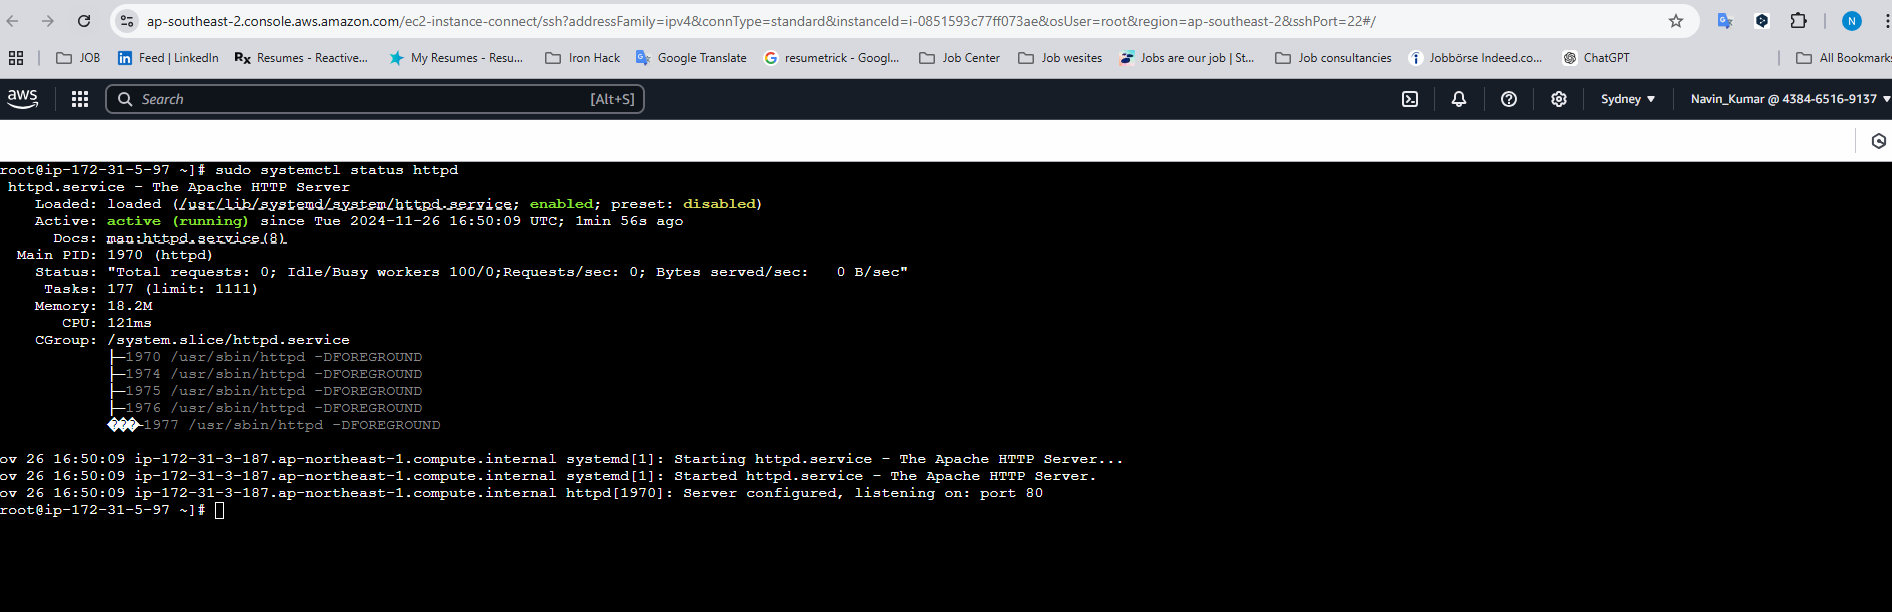 ap-southeast-2.console.aws.amazon.com/ec2-instance-connect/ssh?addressFamily=ipv4&connType=standard&instanceId=i-0851593c77ff073ae&osUser=root&region=ap-southeast-2&sshPort=22#/
N
JOB Feed | LinkedIn Rx Resumes - Reactive... My Resumes - Resu... Iron Hack Google Translate resumetrick - Googl... Job Center Job wesites Jobs are our job | St... Job consultancies Jobbörse Indeed.co... ChatGPT All Bookmarks
aws Search [Alt+S] Sydney Navin_Kumar @ 4384-6516-9137
root@ip-172-31-5-97 ~]# sudo systemctl status httpd
httpd.service - The Apache HTTP Server
Loaded: loaded (/usr/lib/systemd/system/httpd.service; enabled; preset: disabled)
Active: active (running) since Tue 2024-11-26 16:50:09 UTC; 1min 56s ago
Docs: man:httpd.service(8)
Main PID: 1970 (httpd)
Status: "Total requests: 0; Idle/Busy workers 100/0;Requests/sec: 0; Bytes served/sec:   0 B/sec"
Tasks: 177 (limit: 1111)
Memory: 18.2M
CPU: 121ms
CGroup: /system.slice/httpd.service
├─1970 /usr/sbin/httpd -DFOREGROUND
├─1974 /usr/sbin/httpd -DFOREGROUND
├─1975 /usr/sbin/httpd -DFOREGROUND
├─1976 /usr/sbin/httpd -DFOREGROUND
���─1977 /usr/sbin/httpd -DFOREGROUND
ov 26 16:50:09 ip-172-31-3-187.ap-northeast-1.compute.internal systemd[1]: Starting httpd.service - The Apache HTTP Server...
ov 26 16:50:09 ip-172-31-3-187.ap-northeast-1.compute.internal systemd[1]: Started httpd.service - The Apache HTTP Server.
ov 26 16:50:09 ip-172-31-3-187.ap-northeast-1.compute.internal httpd[1970]: Server configured, listening on: port 80
root@ip-172-31-5-97 ~]#